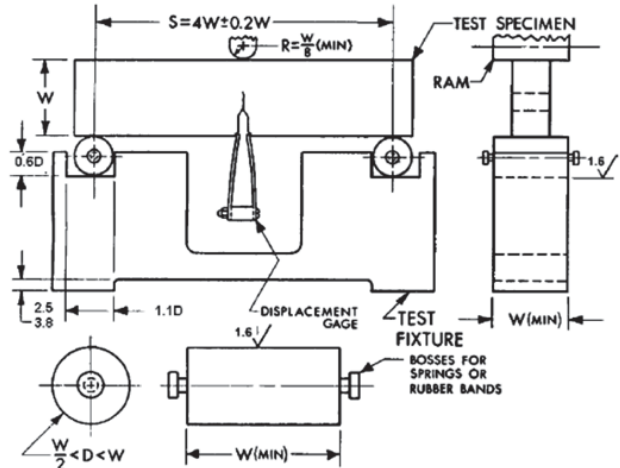 S=4W±0.2W
R=W/8 (MIN)
TEST SPECIMEN
RAM
W
0.6D
1.6
2.5
3.8
1.1D
DISPLACEMENT
GAGE
TEST
FIXTURE
W(MIN)
1.6
BOSSES FOR
SPRINGS OR
RUBBER BANDS
W/2<D<W
W(MIN)